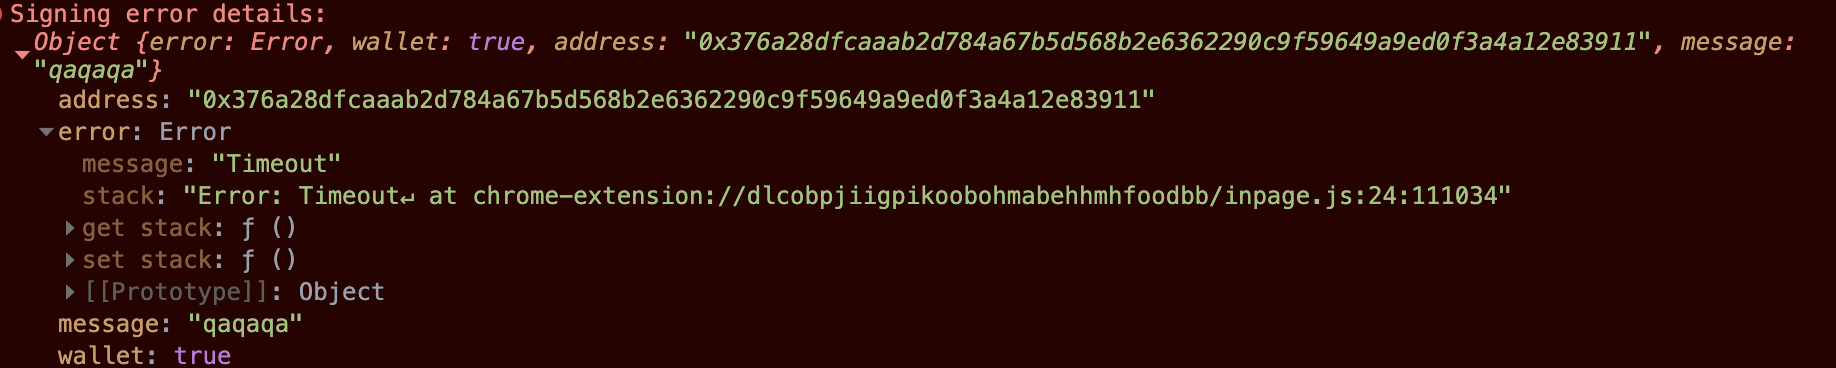 Signing error details:
Object {error: Error, wallet: true, address: "0x376a28dfcaaab2d784a67b5d568b2e6362290c9f59649a9ed0f3a4a12e83911", message:
"qaqaqa"}
address: "0x376a28dfcaaab2d784a67b5d568b2e6362290c9f59649a9ed0f3a4a12e83911"
error: Error
message: "Timeout"
stack: "Error: Timeout↵ at chrome-extension://dlcobpjiigpikoobohmabehhmhfoodbb/inpage.js:24:111034"
get stack: ƒ ()
set stack: ƒ ()
[[Prototype]]: Object
message: "qaqaqa"
wallet: true